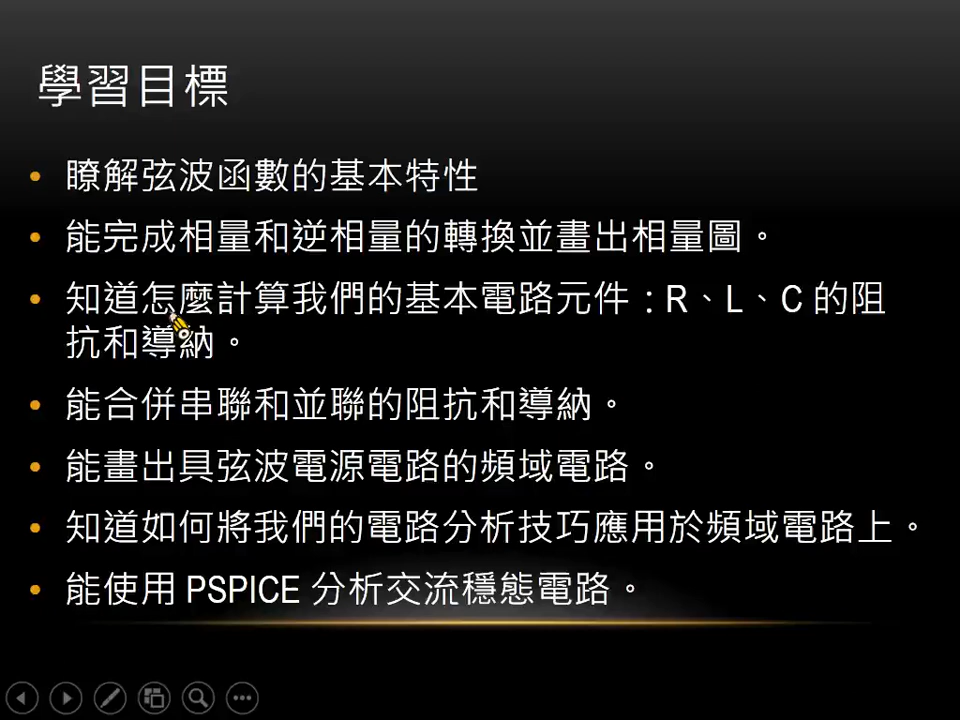 學習目標
• 瞭解弦波函數的基本特性
• 能完成相量和逆相量的轉換並畫出相量圖。
• 知道怎麼計算我們的基本電路元件：R、L、C 的阻
抗和導納。
• 能合併串聯和並聯的阻抗和導納。
• 能畫出具弦波電源電路的頻域電路。
• 知道如何將我們的電路分析技巧應用於頻域電路上。
• 能使用 PSPICE 分析交流穩態電路。